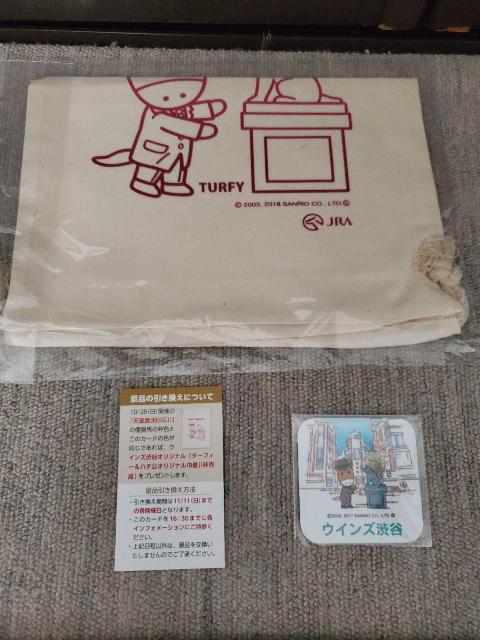 TURFY
© 2003, 2018 SANRIO CO., LTD.Ⓖ
JRA
景品の引き換えについて
10/28(日)開催の
「天皇賞(秋)(GⅠ)」
の優勝馬の枠色と
このカードの色が
同じであれば、ウ
インズ渋谷オリジナル「ターフィ
ー&ハチ公オリジナル巾着」(非売
品)をプレゼントします。
景品引き換え方法
・引き換え期間は11/11(日)まで
の各開催日となります。
・このカードを16:30までに各
インフォメーションにご持参く
ださい。
・上記日程以外は、景品を交換い
たしませんのでご了承ください。
©2003, 2017 SANRIO CO., LTD.
ウインズ渋谷